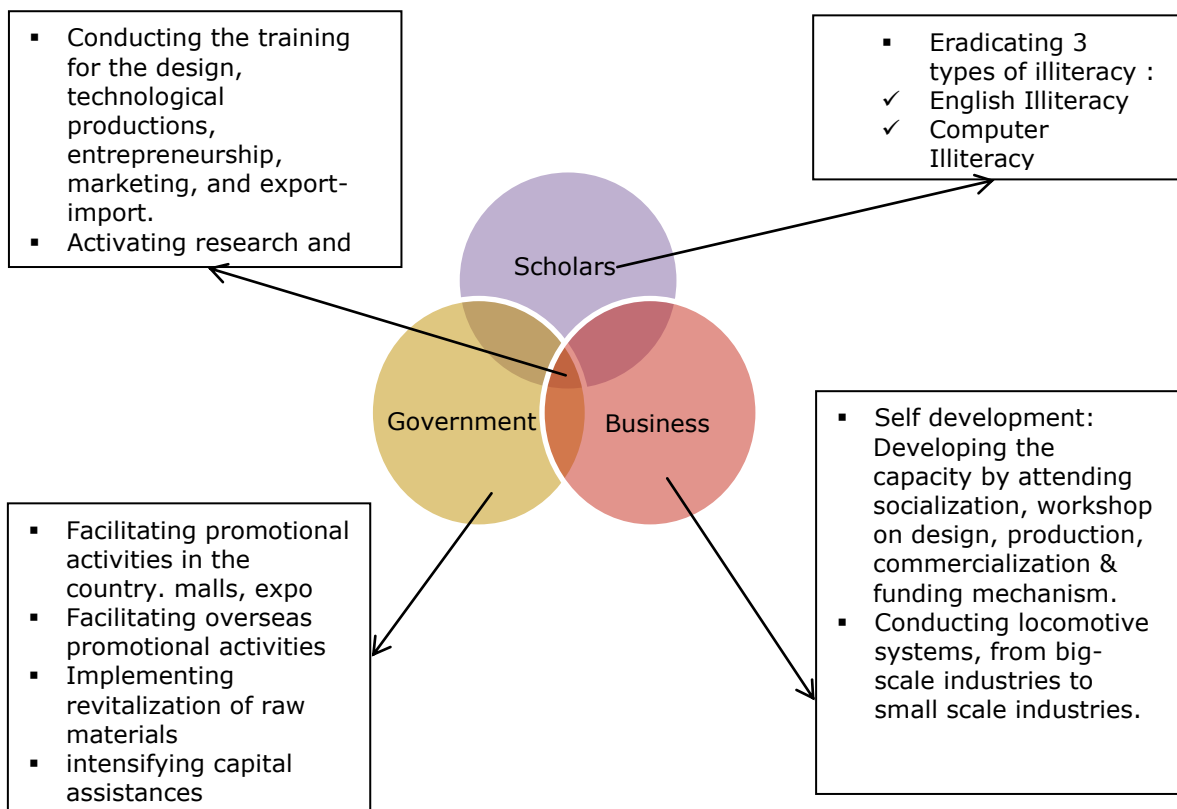 ▪ Conducting the training
for the design,
technological
productions,
entrepreneurship,
marketing, and export-
import.
▪ Activating research and
▪ Eradicating 3
types of illiteracy :
✓ English Illiteracy
✓ Computer
Illiteracy
Scholars
Government
Business
▪ Facilitating promotional
activities in the
country. malls, expo
▪ Facilitating overseas
promotional activities
▪ Implementing
revitalization of raw
materials
▪ intensifying capital
assistances
▪ Self development:
Developing the
capacity by attending
socialization, workshop
on design, production,
commercialization &
funding mechanism.
▪ Conducting locomotive
systems, from big-
scale industries to
small scale industries.